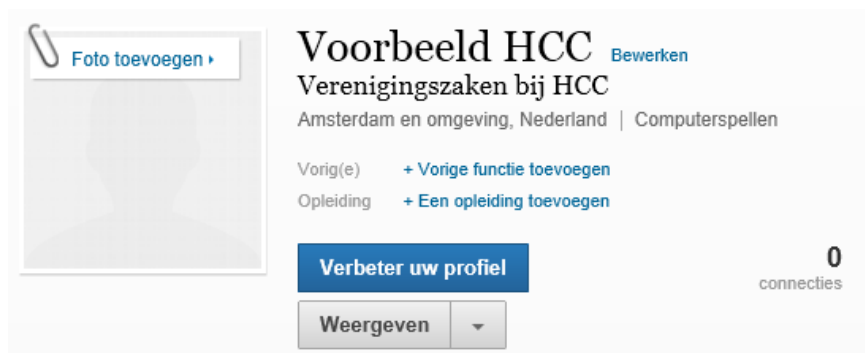 Foto toevoegen
Voorbeeld HCC Bewerken
Verenigingszaken bij HCC
Amsterdam en omgeving, Nederland | Computerspellen
Vorig(e) + Vorige functie toevoegen
Opleiding + Een opleiding toevoegen
Verbeter uw profiel
0
connecties
Weergeven